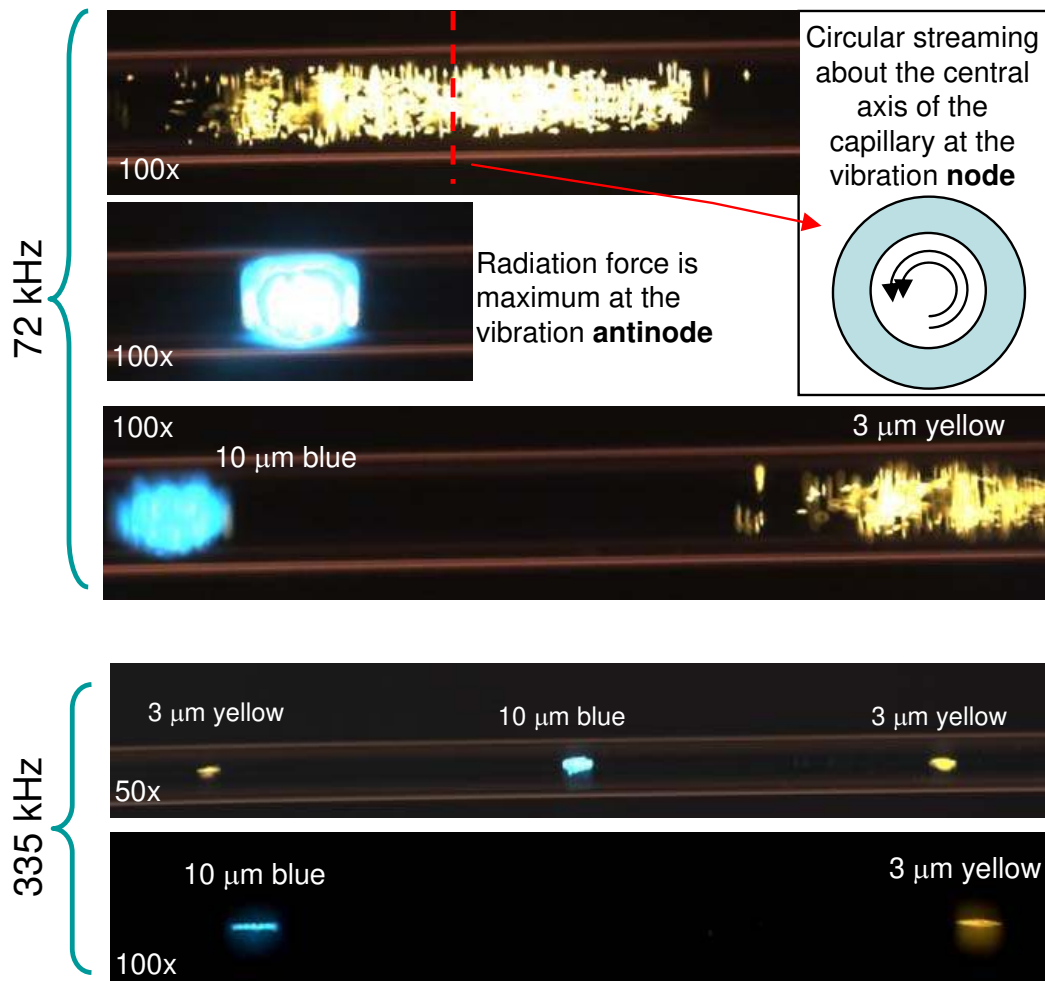 72 kHz
100x
Circular streaming
about the central
axis of the
capillary at the
vibration node
100x
Radiation force is
maximum at the
vibration antinode
100x
10 μm blue
3 μm yellow
335 kHz
3 μm yellow
10 μm blue
3 μm yellow
50x
10 μm blue
3 μm yellow
100x